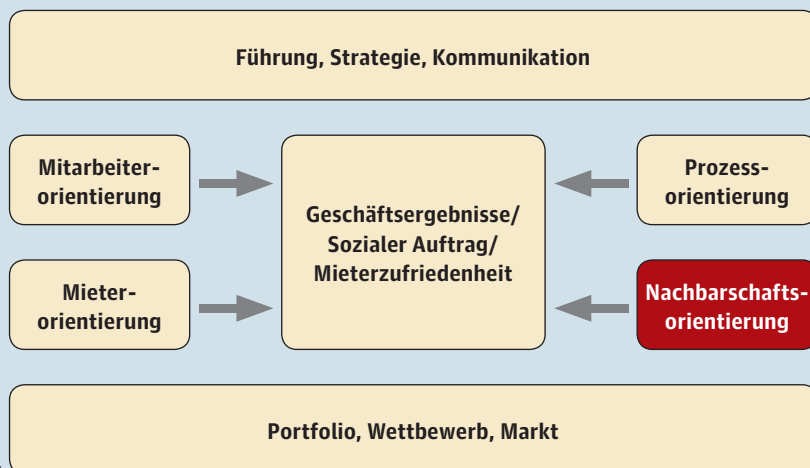 Führung, Strategie, Kommunikation
Mitarbeiter-
orientierung
Geschäftsergebnisse/
Sozialer Auftrag/
Mieterzufriedenheit
Prozess-
orientierung
Mieter-
orientierung
Nachbarschafts-
orientierung
Portfolio, Wettbewerb, Markt